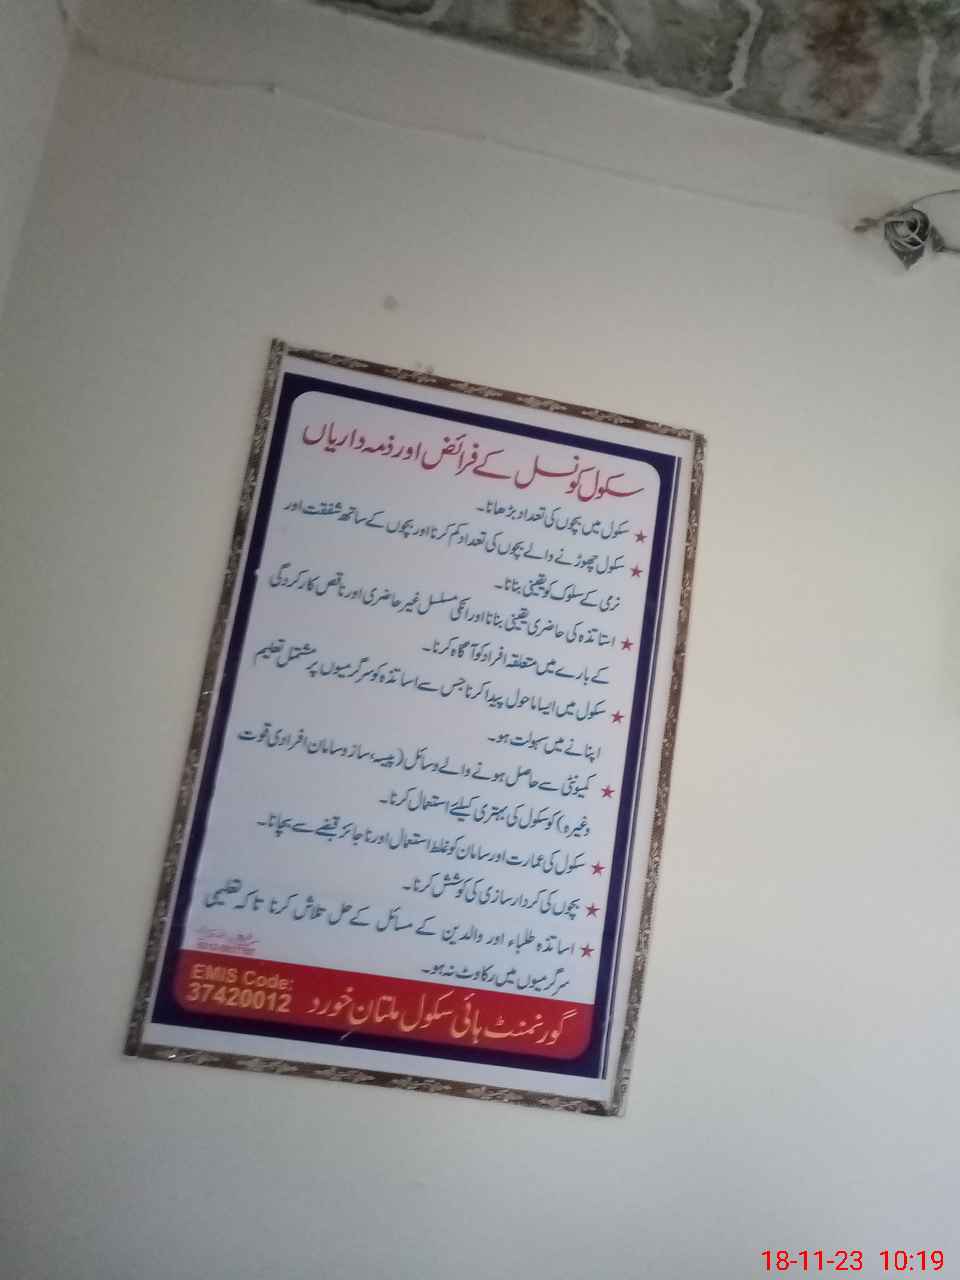 سکول کونسل کے فرائض اور ذمہ داریاں
★ سکول میں بچوں کی تعداد بڑھانا۔
★ سکول چھوڑنے والے بچوں کی تعداد کم کرنا اور بچوں کے ساتھ شفقت اور
نرمی کے سلوک کو یقینی بنانا۔
★ استاتذہ کی حاضری یقینی بنانا اور انکی مسلسل غیر حاضری اور ناقص کارکردگی
کے بارے میں متعلقہ افراد کو آگاہ کرنا۔
★ سکول میں ایسا ماحول پیدا کرنا جس سے اساتذہ کو سرگرمیوں پر مشتمل تعلیم
اپنانے میں سہولت ہو۔
★ کمیونٹی سے حاصل ہونے والے وسائل (پیسہ، ساز و سامان افرادی قوت
وغیرہ) کو سکول کی بہتری کیلئے استعمال کرنا۔
★ سکول کی عمارت اور سامان کو غلط استعمال اور ناجائز قبضے سے بچانا۔
★ بچوں کی کردار سازی کی کوشش کرنا۔
★ اساتذہ طلباء اور والدین کے مسائل کے حل تلاش کرنا تاکہ تعلیمی
سرگرمیوں میں رکاوٹ نہ ہو۔
گورنمنٹ ہائی سکول ملتانِ خورد
EMIS Code:
37420012
18-11-23 10:19